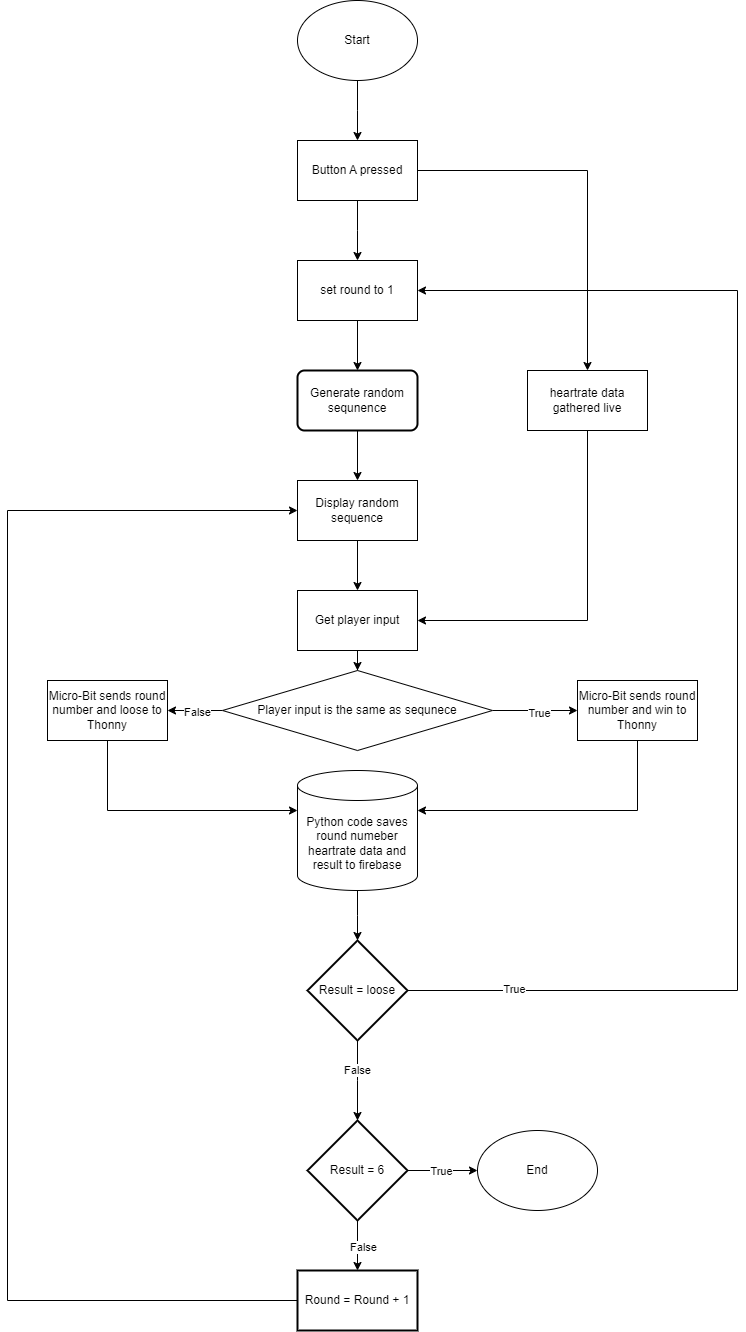 Start
Button A pressed
set round to 1
Generate random
sequnence
heartrate data
gathered live
Display random
sequence
Get player input
Micro-Bit sends round
number and loose to
Thonny
False
Player input is the same as sequnece
True
Micro-Bit sends round
number and win to
Thonny
Python code saves
round numeber
heartrate data and
result to firebase
Result = loose
True
False
Result = 6
True
End
False
Round = Round + 1